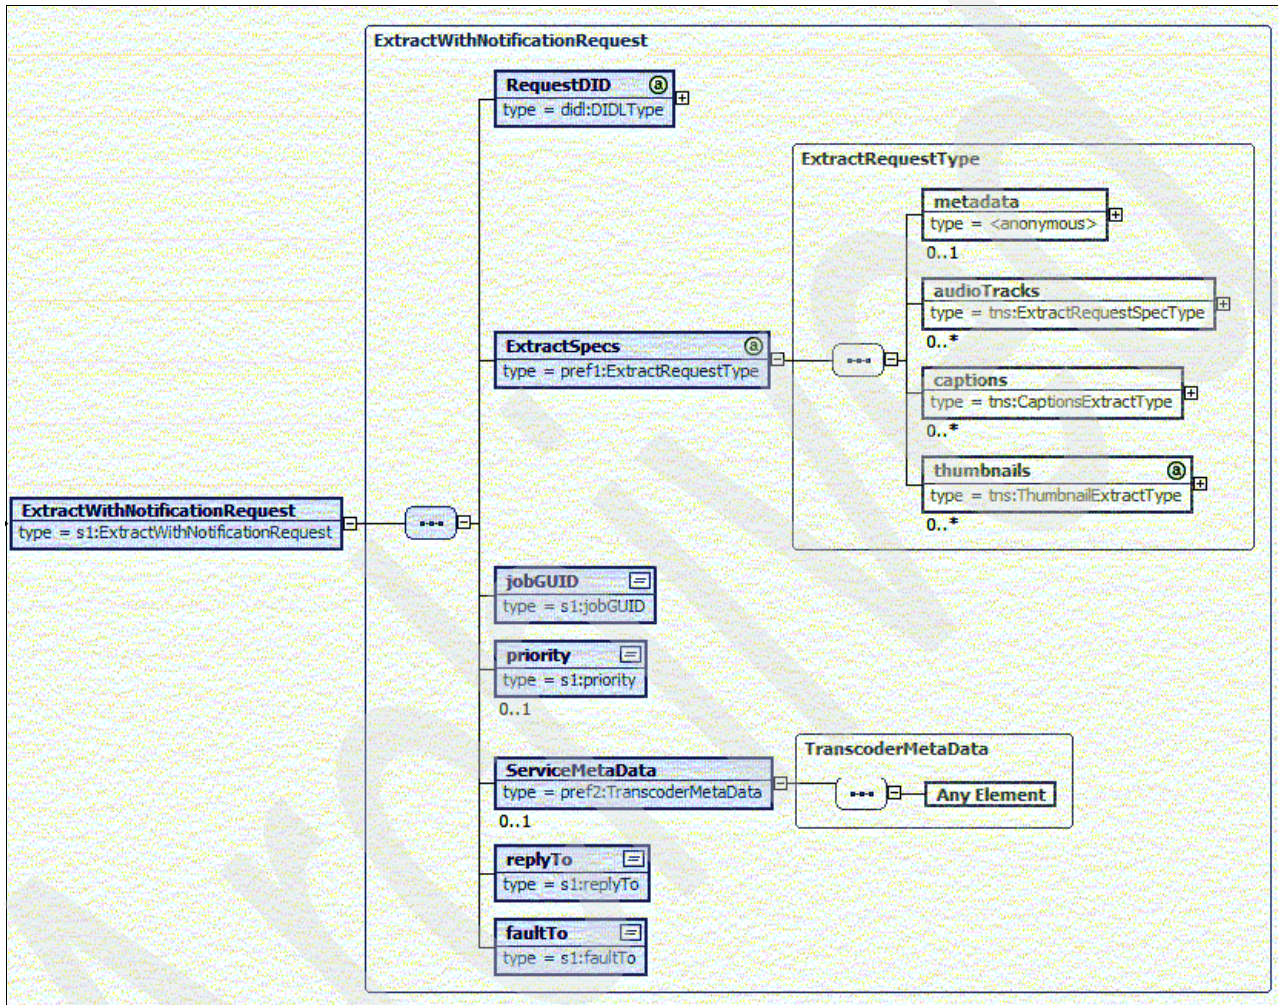 ExtractWithNotificationRequest
RequestDID a
type = didl:DIDLType
ExtractRequestType
metadata
type = <anonymous>
0..1
audioTracks
type = tns:ExtractRequestSpecType
0..*
ExtractSpecs a
type = pref1:ExtractRequestType
captions
type = tns:CaptionsExtractType
0..*
thumbnails a
type = tns:ThumbnailExtractType
0..*
ExtractWithNotificationRequest
type = s1:ExtractWithNotificationRequest
jobGUID
type = s1:jobGUID
priority
type = s1:priority
0..1
TranscoderMetaData
ServiceMetaData
type = pref2:TranscoderMetaData
0..1
Any Element
replyTo
type = s1:replyTo
faultTo
type = s1:faultTo